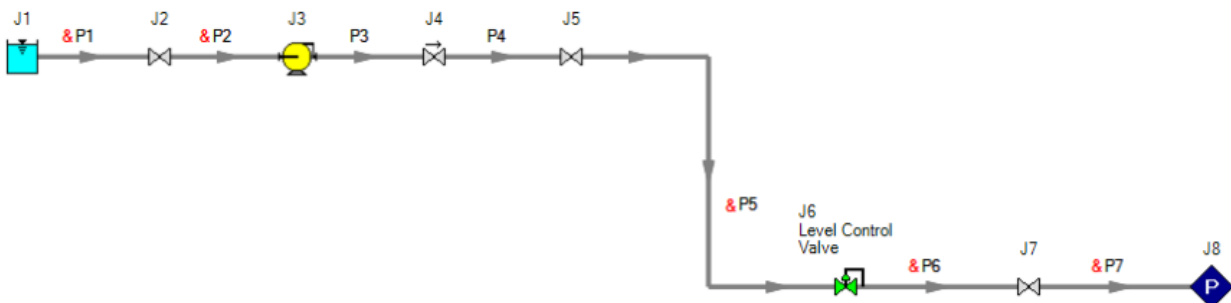 J1
J2
J3
J4
J5
& P1
& P2
P3
P4
& P5
J6
Level Control
Valve
& P6
J7
& P7
J8
P